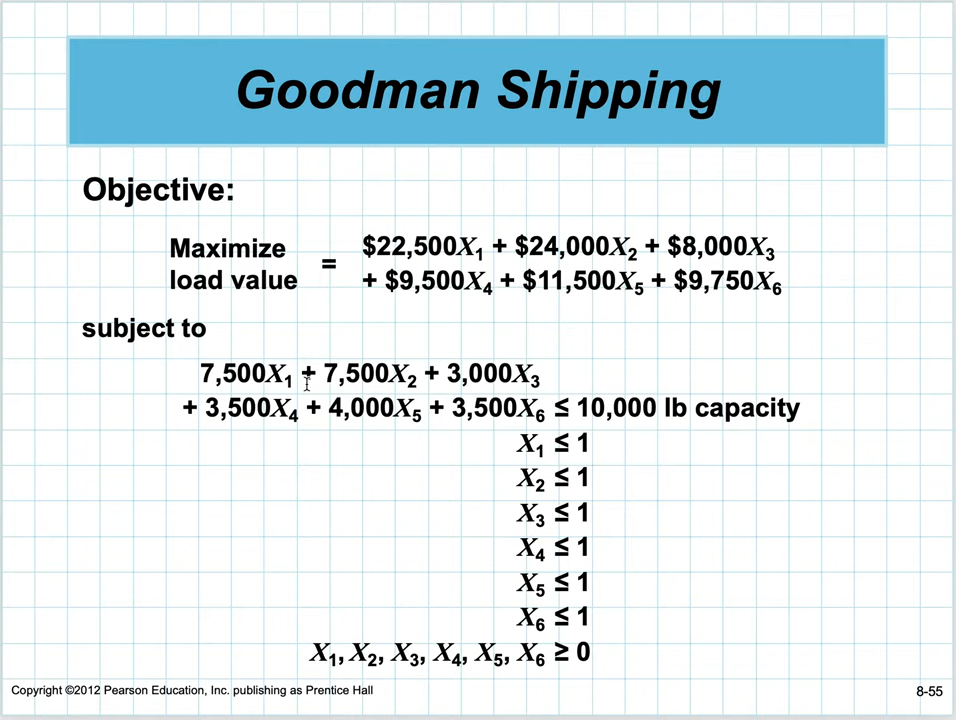 Goodman Shipping
Objective:
Maximize load value = $22,500X₁ + $24,000X₂ + $8,000X₃
+ $9,500X₄ + $11,500X₅ + $9,750X₆
subject to
7,500X₁ + 7,500X₂ + 3,000X₃
+ 3,500X₄ + 4,000X₅ + 3,500X₆ ≤ 10,000 lb capacity
X₁ ≤ 1
X₂ ≤ 1
X₃ ≤ 1
X₄ ≤ 1
X₅ ≤ 1
X₆ ≤ 1
X₁, X₂, X₃, X₄, X₅, X₆ ≥ 0
Copyright ©2012 Pearson Education, Inc. publishing as Prentice Hall
8-55